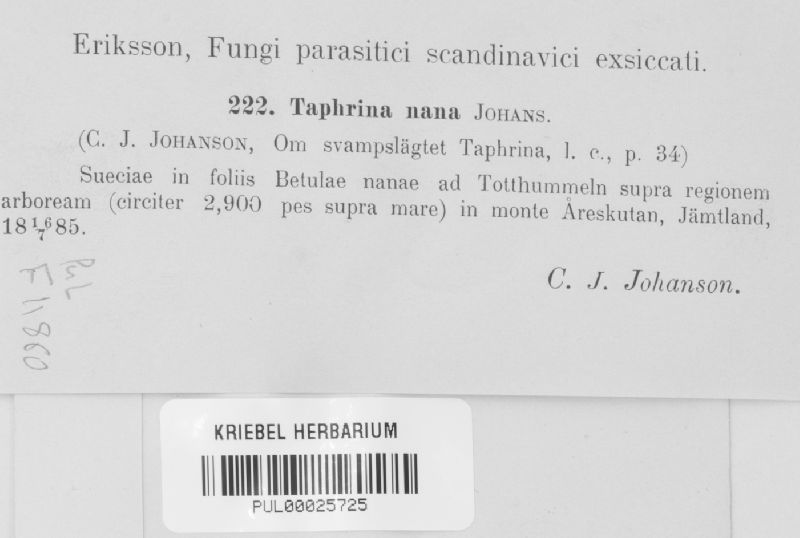 Eriksson, Fungi parasitici scandinavici exsiccati.
222. Taphrina nana JOHANS.
(C. J. JOHANSON, Om svampslägtet Taphrina, l. c., p. 34)
Sueciae in foliis Betulae nanae ad Totthummeln supra regionem
arboream (circiter 2,900 pes supra mare) in monte Åreskutan, Jämtland,
18 16/7 85.
C. J. Johanson.
PUL
F 11860
KRIEBEL HERBARIUM
PUL00025725